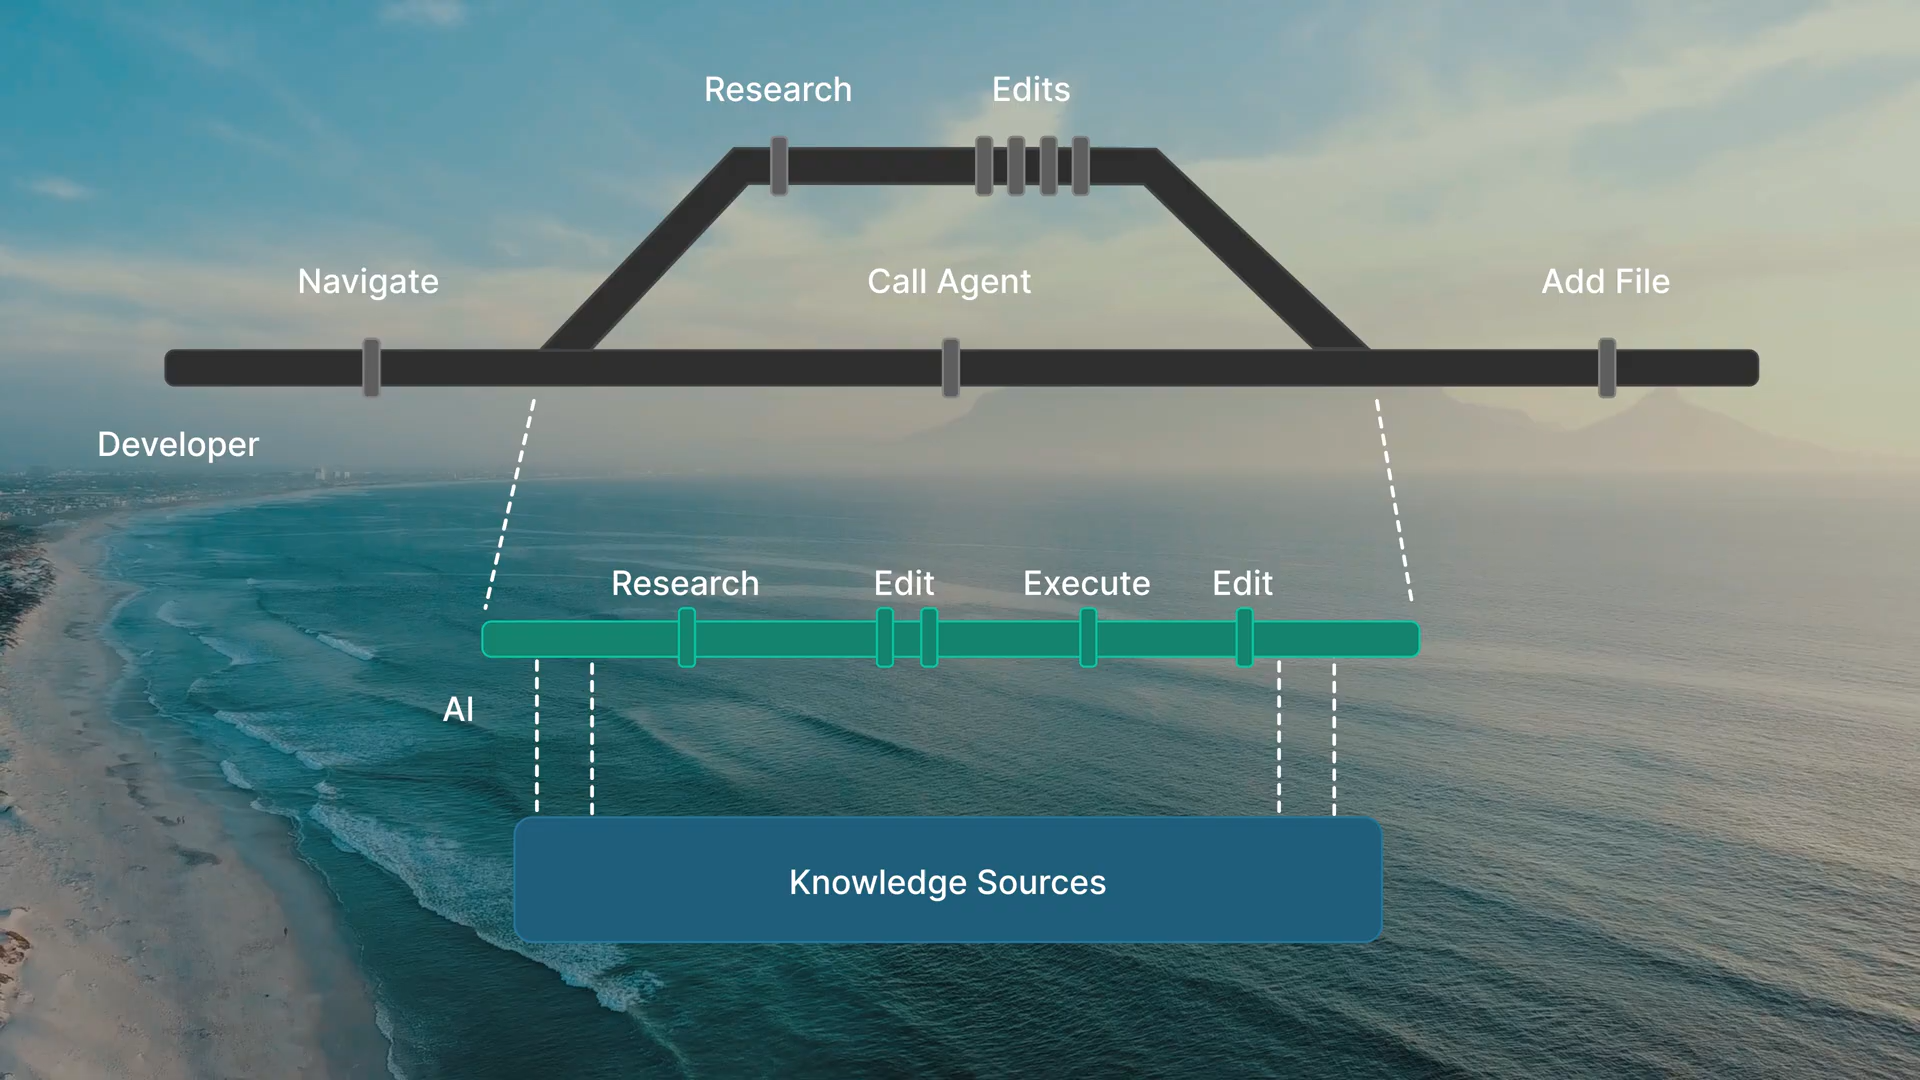 Research
Edits
Navigate
Call Agent
Add File
Developer
Research
Edit
Execute
Edit
AI
Knowledge Sources